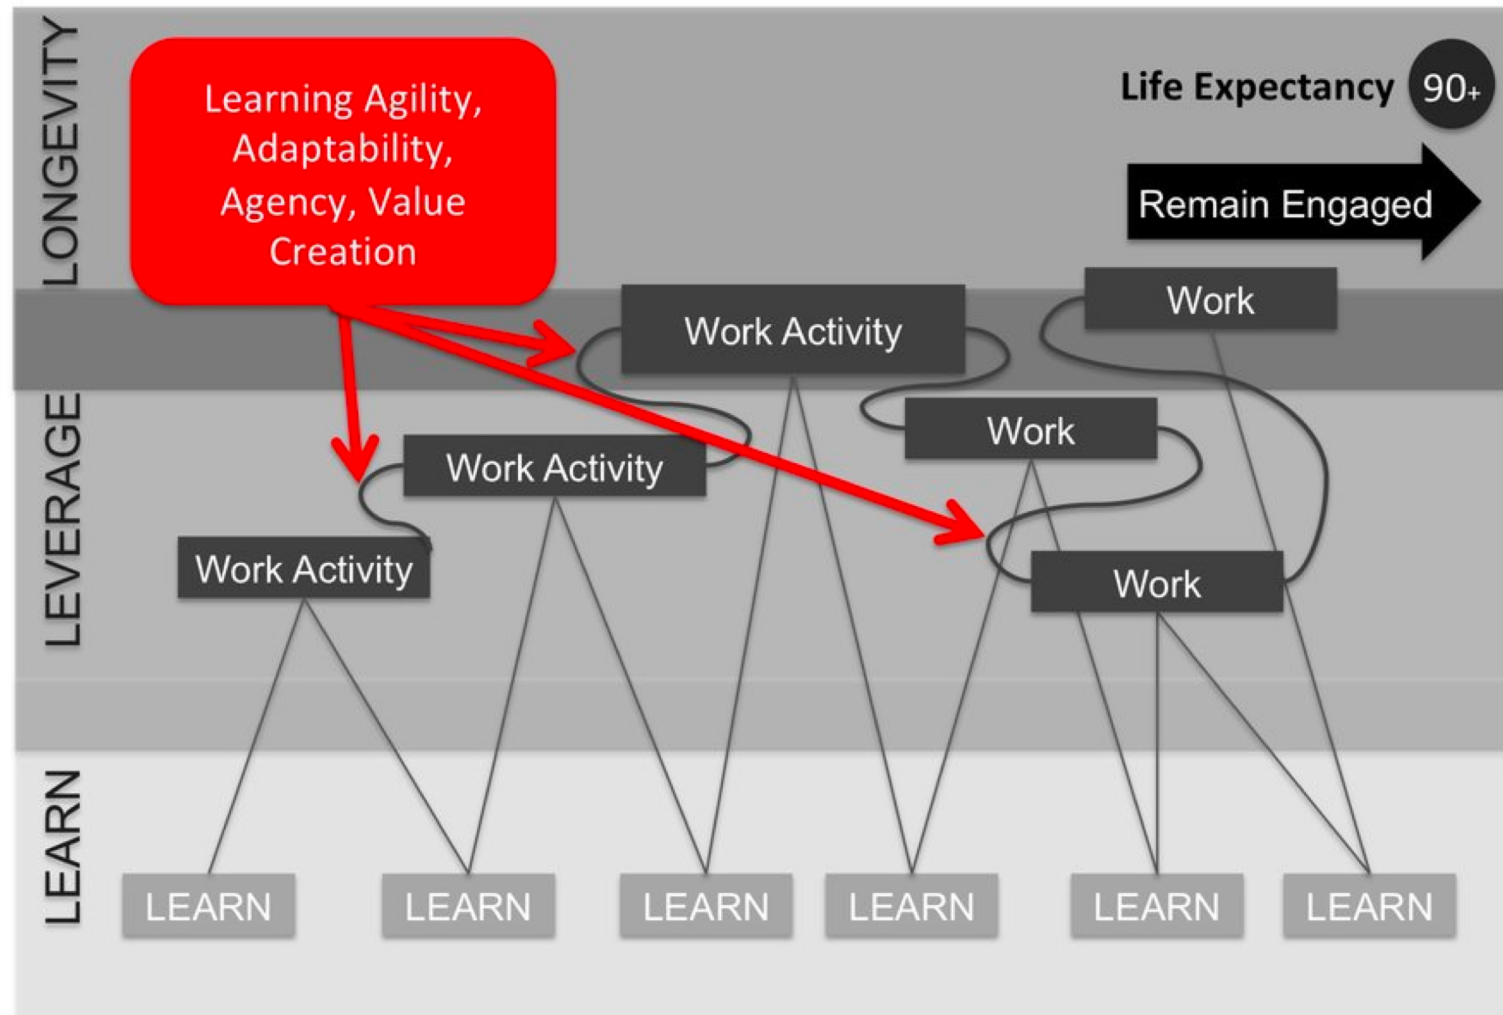 LONGEVITY
Learning Agility,
Adaptability,
Agency, Value
Creation
Life Expectancy 90+
Remain Engaged
Work Activity
Work
LEVERAGE
Work Activity
Work
Work Activity
Work
LEARN
LEARN
LEARN
LEARN
LEARN
LEARN
LEARN